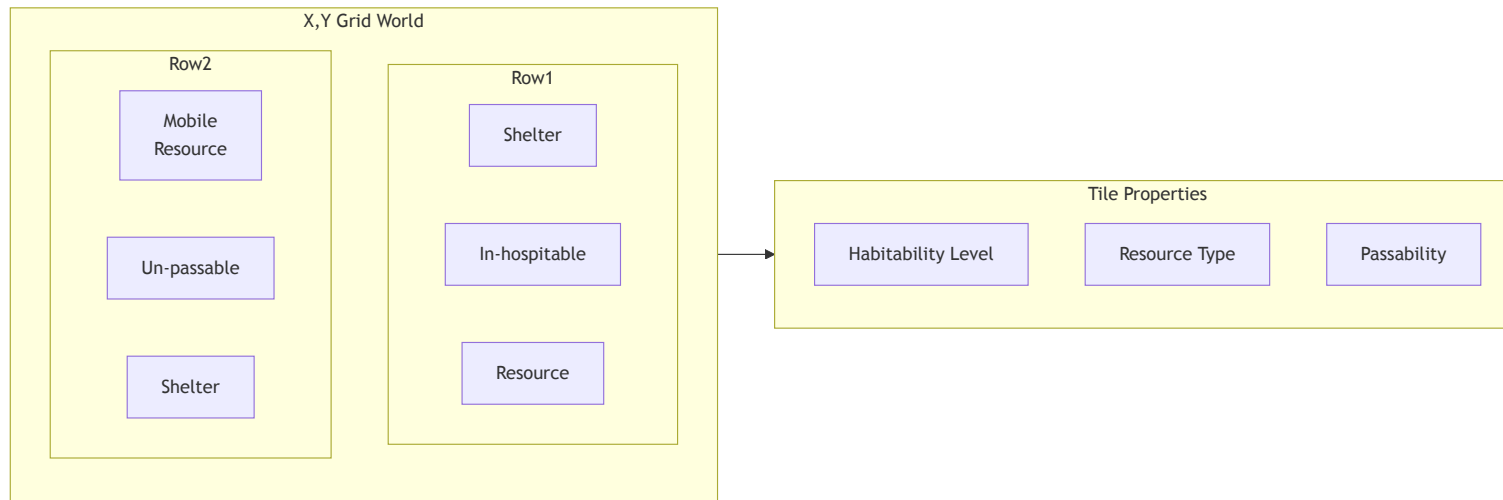 X,Y Grid World
Row2
Mobile
Resource
Un-passable
Shelter
Row1
Shelter
In-hospitable
Resource
Tile Properties
Habitability Level
Resource Type
Passability